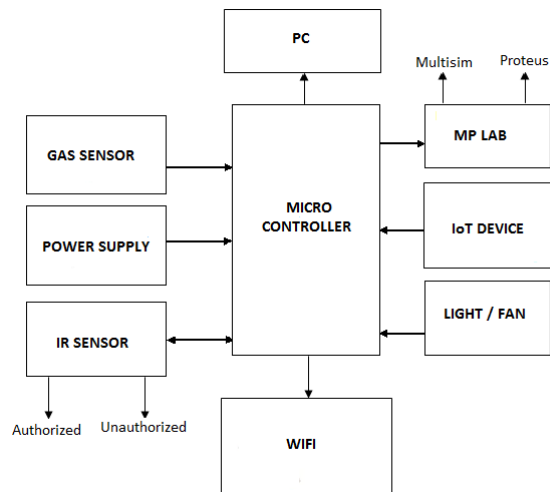 PC
Multisim
Proteus
GAS SENSOR
MP LAB
MICRO
CONTROLLER
POWER SUPPLY
IoT DEVICE
IR SENSOR
LIGHT / FAN
Authorized
Unauthorized
WIFI